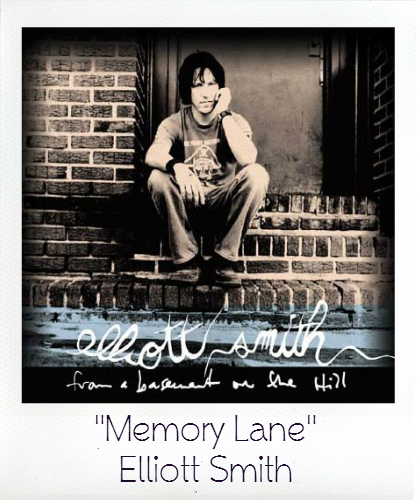 elliott smith
from a basement on the Hill
"Memory Lane"
Elliott Smith